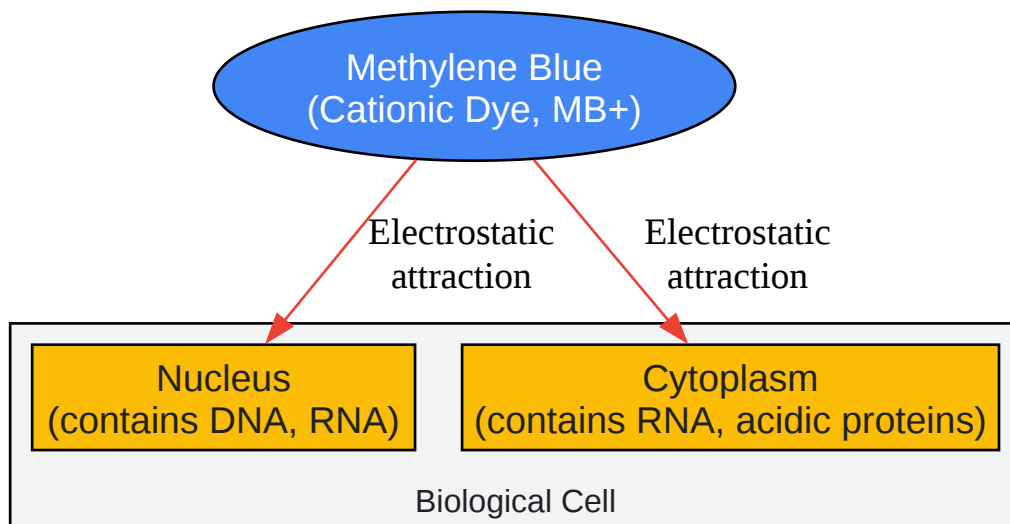 Methylene Blue
(Cationic Dye, MB+)
Electrostatic
attraction
Electrostatic
attraction
Nucleus
(contains DNA, RNA)
Cytoplasm
(contains RNA, acidic proteins)
Biological Cell